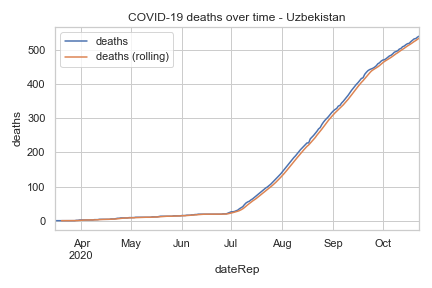 COVID-19 deaths over time - Uzbekistan
deaths
deaths (rolling)
500
400
300
200
100
0
deaths
Apr May Jun Jul Aug Sep Oct
2020
dateRep